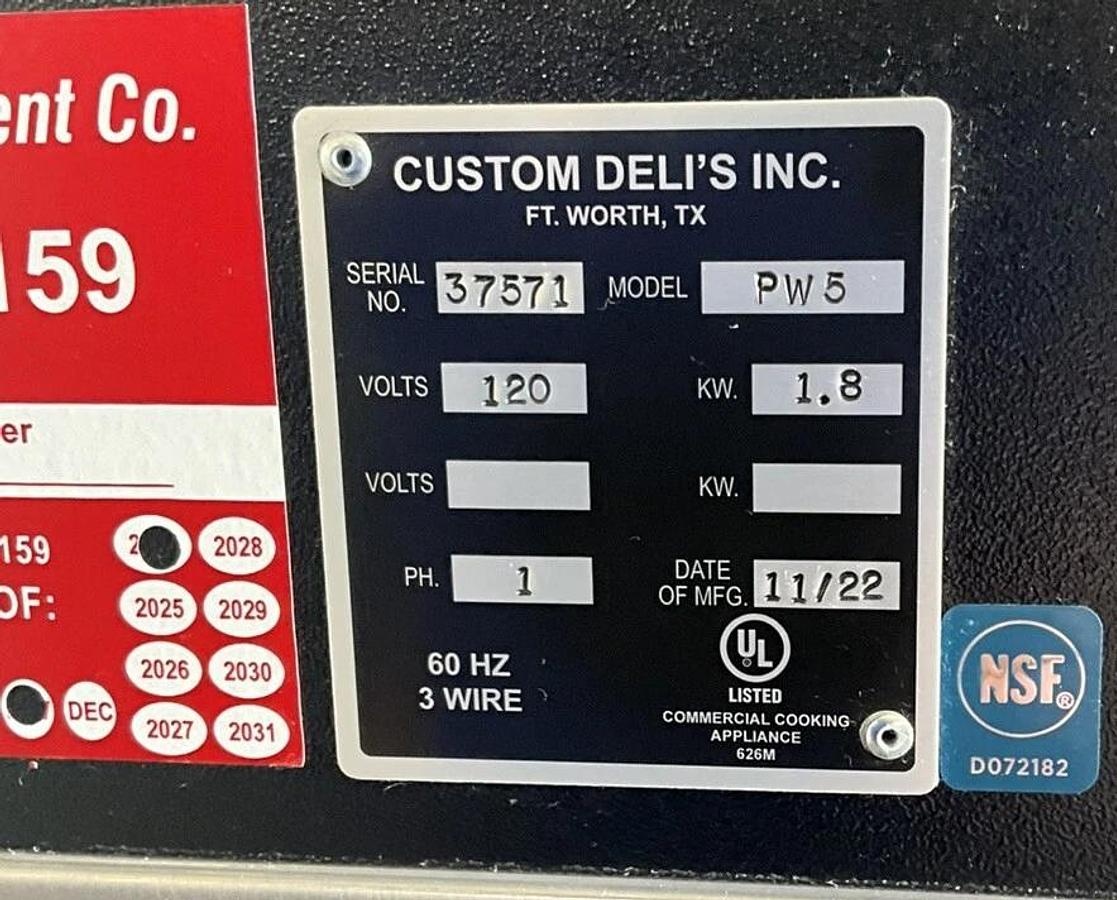 ent Co.
159
er
159
OF:
2028
2025 2029
2026 2030
DEC 2027 2031
CUSTOM DELI'S INC.
FT. WORTH, TX
SERIAL NO. 37571 MODEL PW5
VOLTS 120 KW. 1.8
VOLTS KW.
PH. 1 DATE OF MFG. 11/22
60 HZ
3 WIRE
UL
LISTED
COMMERCIAL COOKING
APPLIANCE
626M
NSF®
D072182